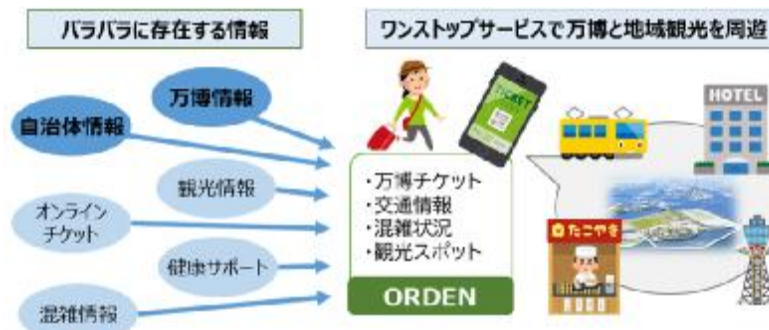 バラバラに存在する情報
ワンストップサービスで万博と地域観光を周遊
万博情報
自治体情報
観光情報
オンライン
チケット
健康サポート
混雑情報
TICKET
・万博チケット
・交通情報
・混雑状況
・観光スポット
ORDEN
HOTEL
たこやき